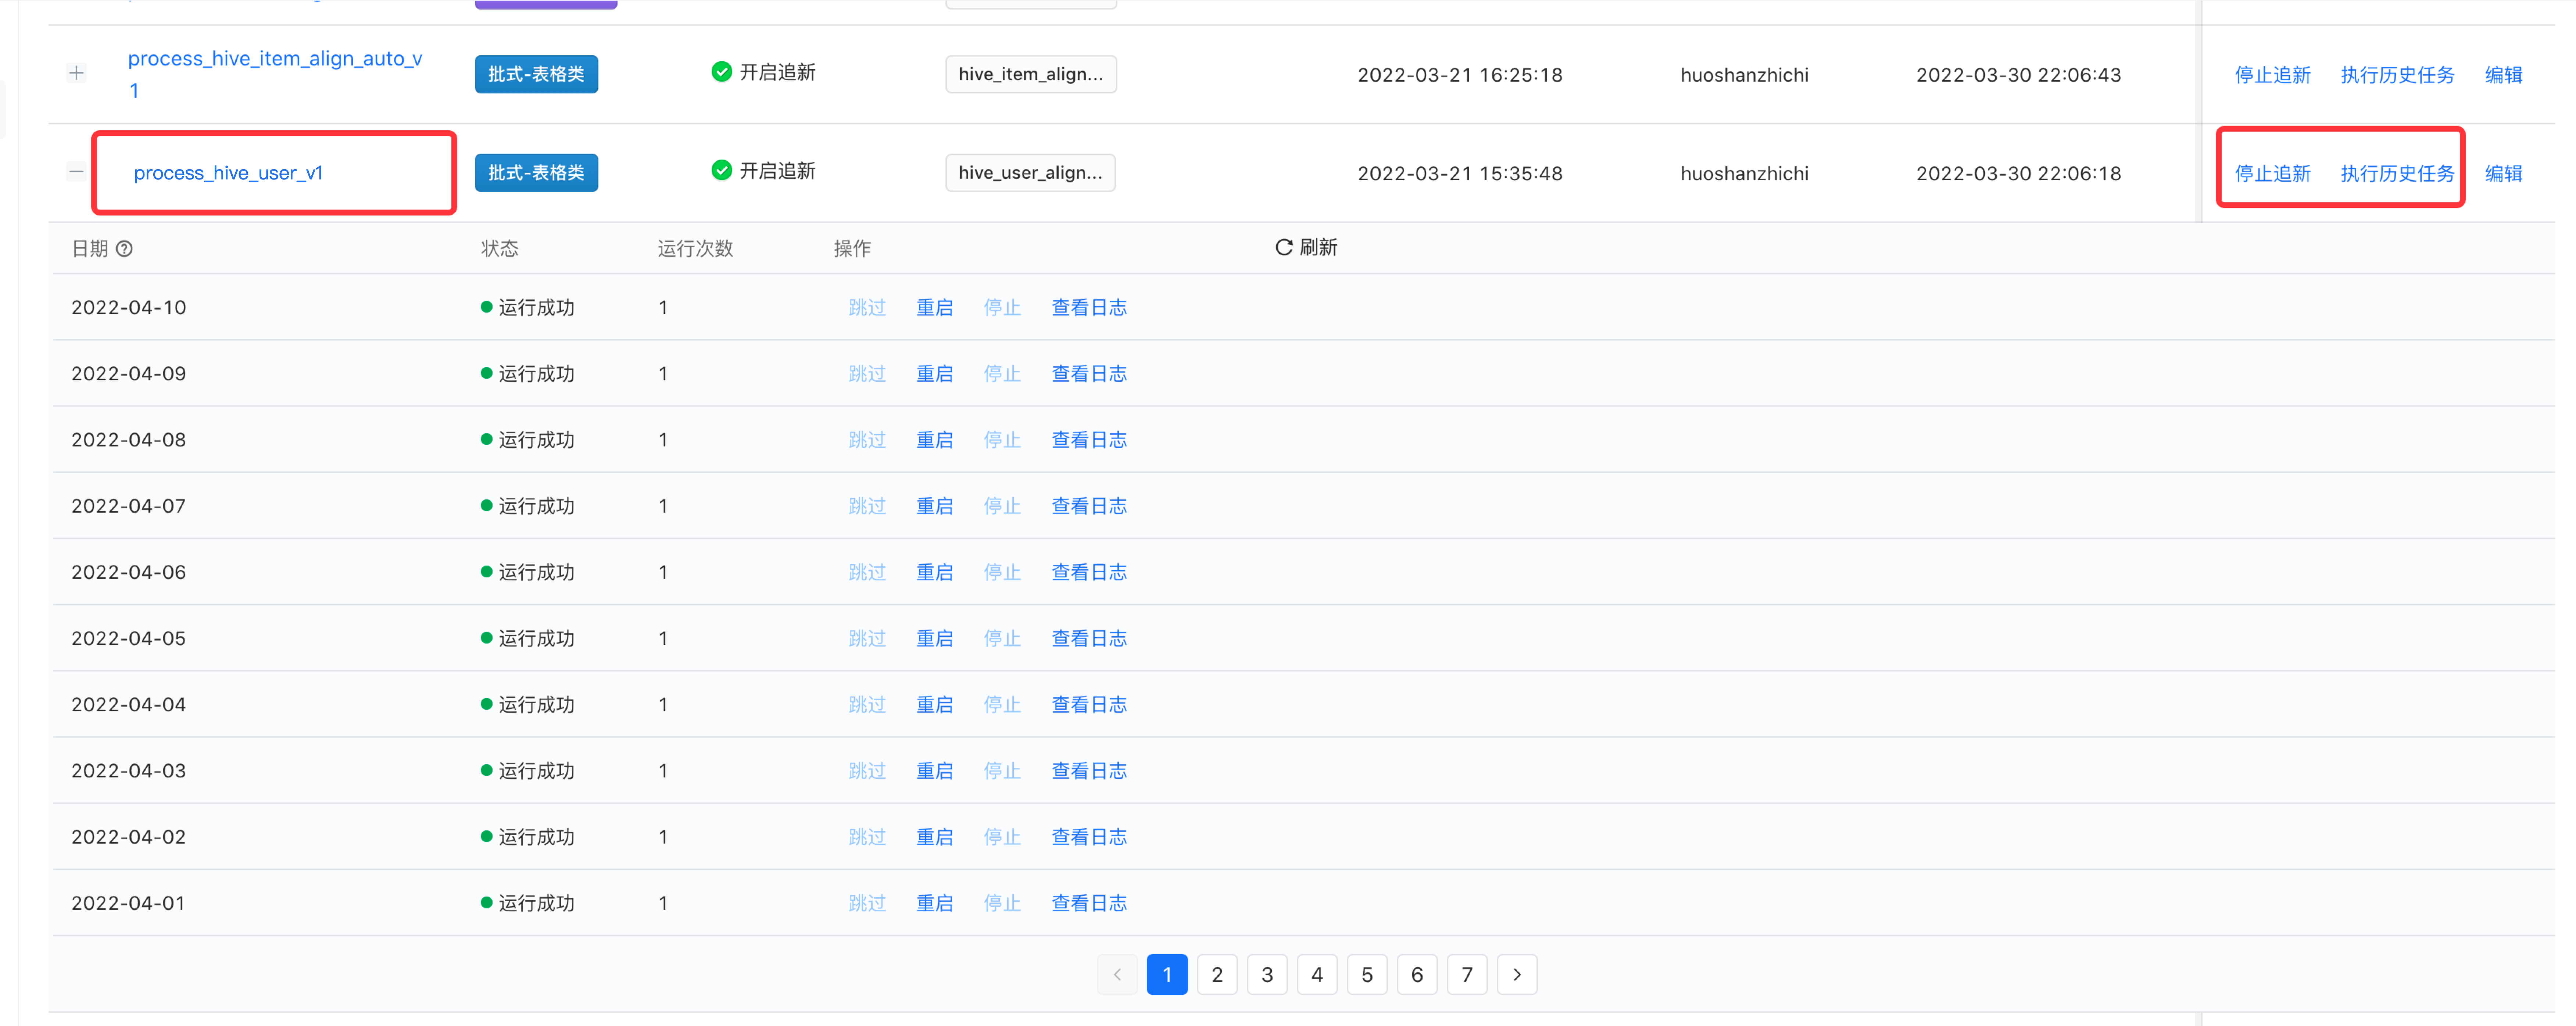 process_hive_item_align_auto_v
1
批式-表格类
开启追新
hive_item_align...
2022-03-21 16:25:18
huoshanzhichi
2022-03-30 22:06:43
停止追新 执行历史任务 编辑
process_hive_user_v1
批式-表格类
开启追新
hive_user_align...
2022-03-21 15:35:48
huoshanzhichi
2022-03-30 22:06:18
停止追新 执行历史任务 编辑
日期 状态 运行次数 操作 刷新
2022-04-10 运行成功 1 跳过 重启 停止 查看日志
2022-04-09 运行成功 1 跳过 重启 停止 查看日志
2022-04-08 运行成功 1 跳过 重启 停止 查看日志
2022-04-07 运行成功 1 跳过 重启 停止 查看日志
2022-04-06 运行成功 1 跳过 重启 停止 查看日志
2022-04-05 运行成功 1 跳过 重启 停止 查看日志
2022-04-04 运行成功 1 跳过 重启 停止 查看日志
2022-04-03 运行成功 1 跳过 重启 停止 查看日志
2022-04-02 运行成功 1 跳过 重启 停止 查看日志
2022-04-01 运行成功 1 跳过 重启 停止 查看日志
1 2 3 4 5 6 7